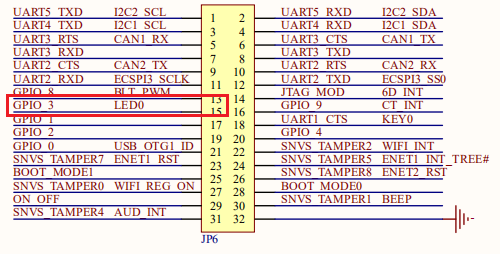 UART5_TXD I2C2_SCL 1 2 UART5_RXD I2C2_SDA
UART4_TXD I2C1_SCL 3 4 UART4_RXD I2C1_SDA
UART3_RTS CAN1_RX 5 6 UART3_CTS CAN1_TX
UART3_RXD 7 8 UART3_TXD
UART2_CTS CAN2_TX 9 10 UART2_RTS CAN2_RX
UART2_RXD ECSPI3_SCLK 11 12 UART2_TXD ECSPI3_SS0
GPIO_8 BLT_PWM 13 14 JTAG_MOD 6D_INT
GPIO_3 LED0 15 16 GPIO_9 CT_INT
GPIO_1 17 18 UART1_CTS KEY0
GPIO_2 19 20 GPIO_4
GPIO_0 USB_OTG1_ID 21 22 SNVS_TAMPER2 WIFI_INT
SNVS_TAMPER7 ENET1_RST 23 24 SNVS_TAMPER5 ENET1_INT_TREE#
BOOT_MODE1 25 26 SNVS_TAMPER8 ENET2_RST
SNVS_TAMPER0 WIFI_REG_ON 27 28 BOOT_MODE0
ON_OFF 29 30 SNVS_TAMPER1 BEEP
SNVS_TAMPER4 AUD_INT 31 32
JP6